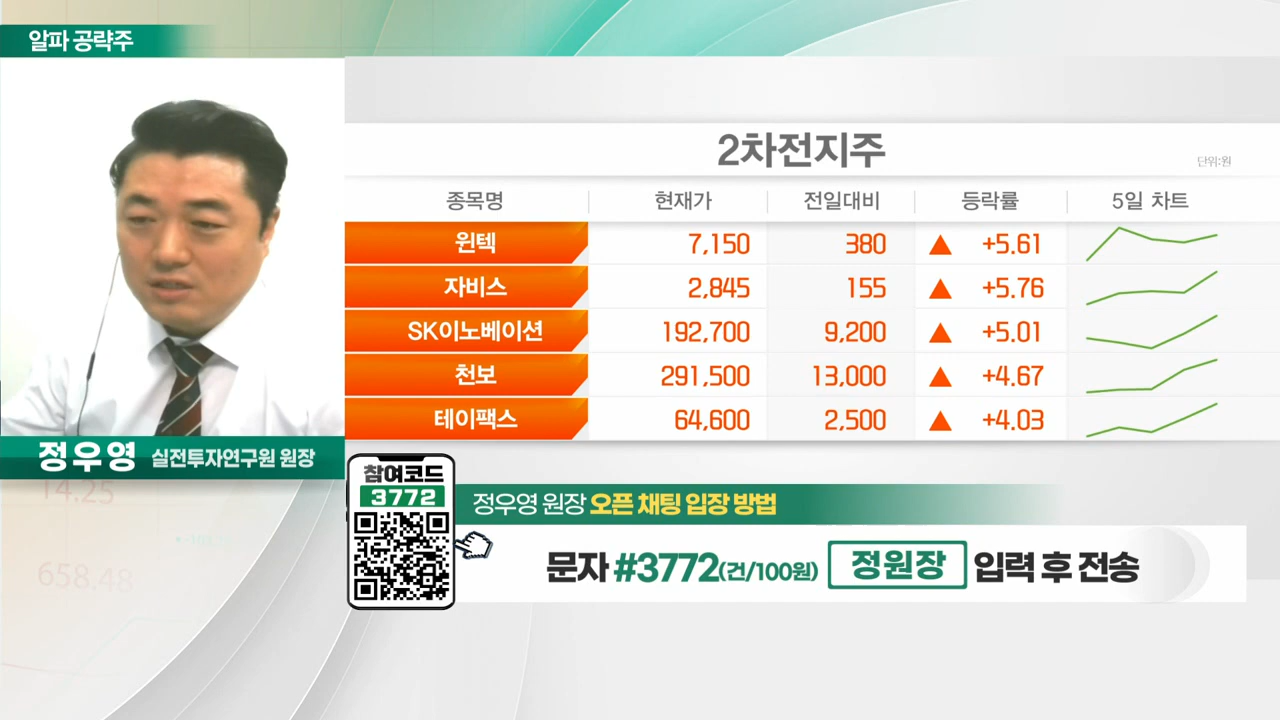 알파 공략주
2차전지주
단위:원
종목명 현재가 전일대비 등락률 5일 차트
윈텍 7,150 380 ▲ +5.61
자비스 2,845 155 ▲ +5.76
SK이노베이션 192,700 9,200 ▲ +5.01
천보 291,500 13,000 ▲ +4.67
테이팩스 64,600 2,500 ▲ +4.03
정우영 실전투자연구원 원장
14.25
658.48
참여코드
3772
정우영 원장 오픈 채팅 입장 방법
문자 #3772(건/100원) 정원장 입력 후 전송